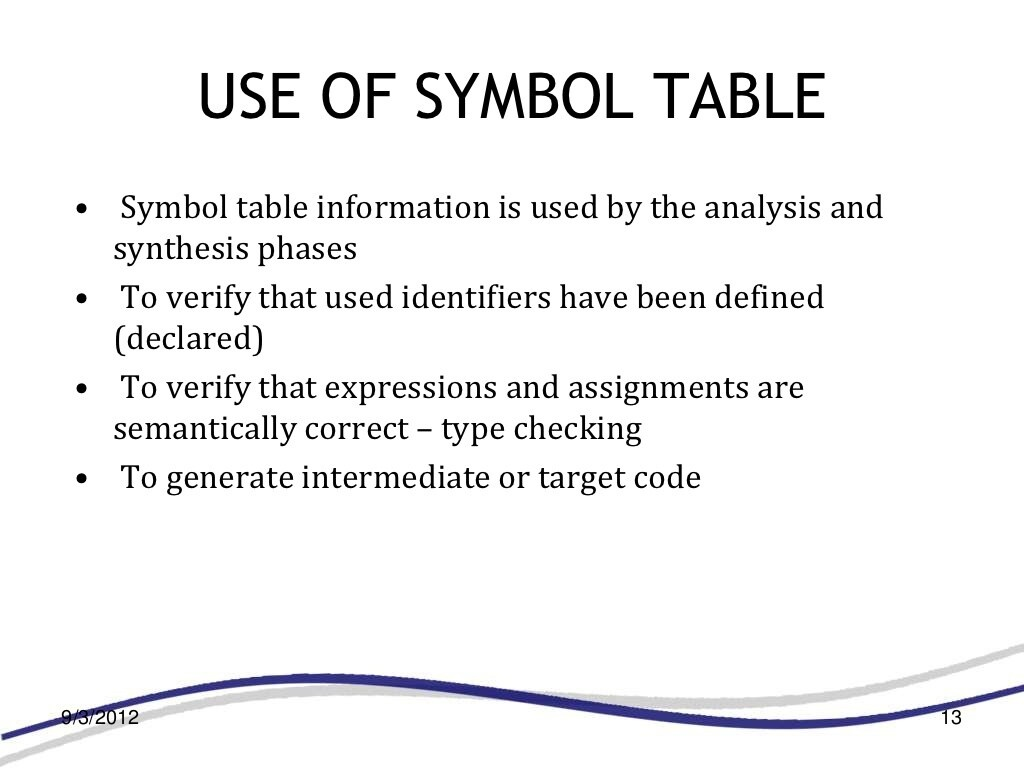 USE OF SYMBOL TABLE
• Symbol table information is used by the analysis and
synthesis phases
• To verify that used identifiers have been defined
(declared)
• To verify that expressions and assignments are
semantically correct – type checking
• To generate intermediate or target code
9/3/2012
13